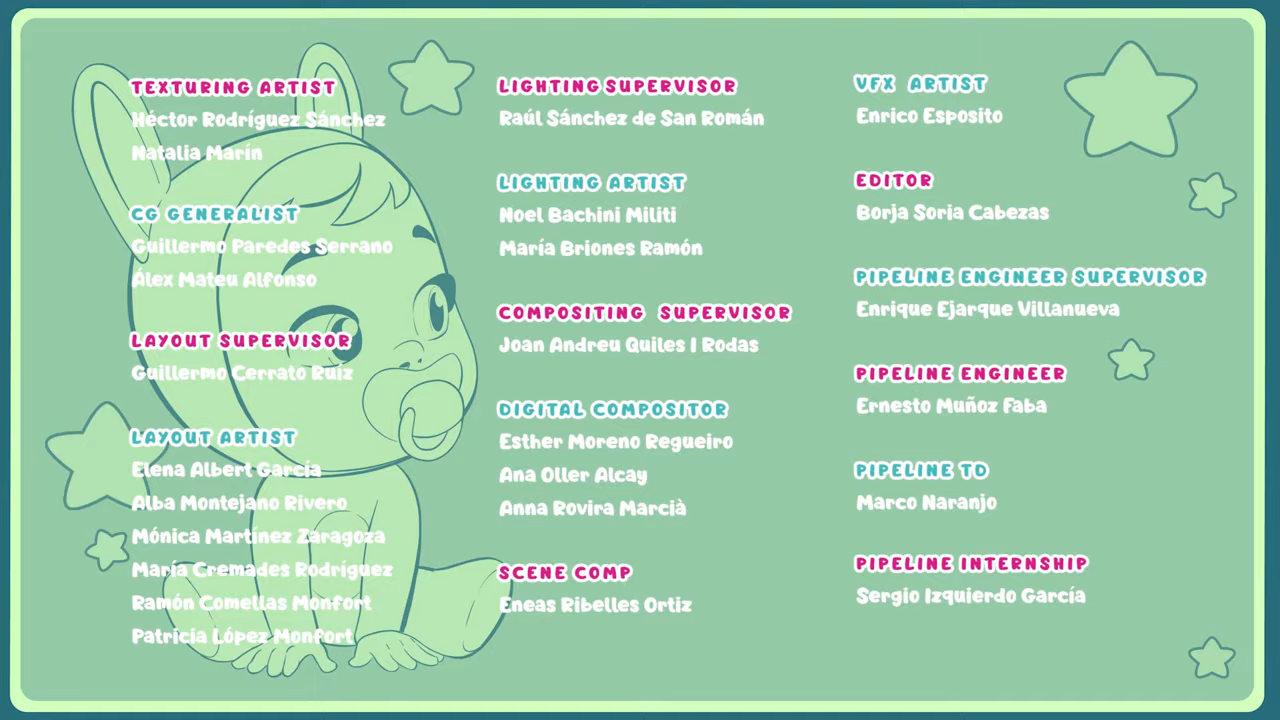 TEXTURING ARTIST
Héctor Rodríguez Sánchez
Natalia Marín
CG GENERALIST
Guillermo Paredes Serrano
Álex Mateu Alfonso
LAYOUT SUPERVISOR
Guillermo Cerrato Ruiz
LAYOUT ARTIST
Elena Albert García
Alba Montejano Rivero
Mónica Martínez Zaragoza
María Cremades Rodríguez
Ramón Comellas Monfort
Patricia López Monfort
LIGHTING SUPERVISOR
Raúl Sánchez de San Román
LIGHTING ARTIST
Noel Bachini Militi
María Briones Ramón
COMPOSITING SUPERVISOR
Joan Andreu Quiles I Rodas
DIGITAL COMPOSITOR
Esther Moreno Regueiro
Ana Oller Alcay
Anna Rovira Marcià
SCENE COMP
Eneas Ribelles Ortiz
VFX ARTIST
Enrico Esposito
EDITOR
Borja Soria Cabezas
PIPELINE ENGINEER SUPERVISOR
Enrique Ejarque Villanueva
PIPELINE ENGINEER
Ernesto Muñoz Faba
PIPELINE TD
Marco Naranjo
PIPELINE INTERNSHIP
Sergio Izquierdo García